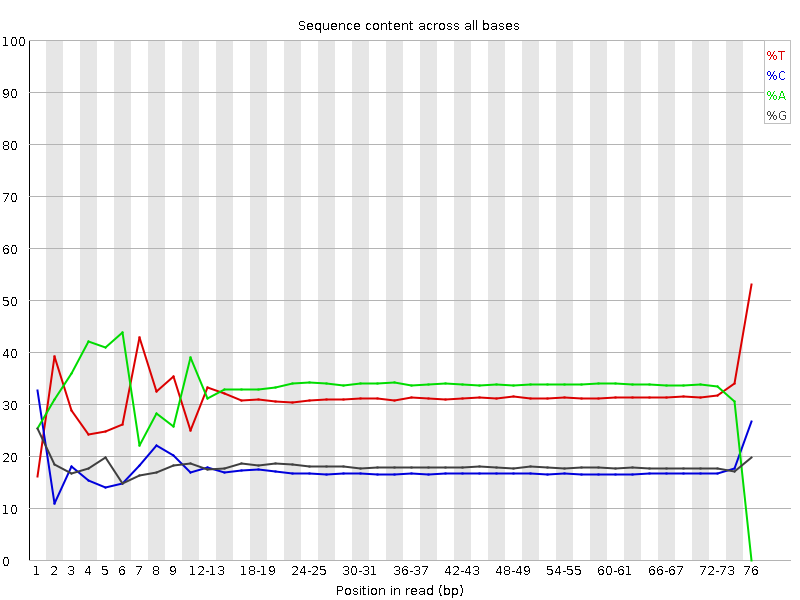 Sequence content across all bases
100
90
80
70
60
50
40
30
20
10
0
%T
%C
%A
%G
1 2 3 4 5 6 7 8 9 12-13 18-19 24-25 30-31 36-37 42-43 48-49 54-55 60-61 66-67 72-73 76
Position in read (bp)